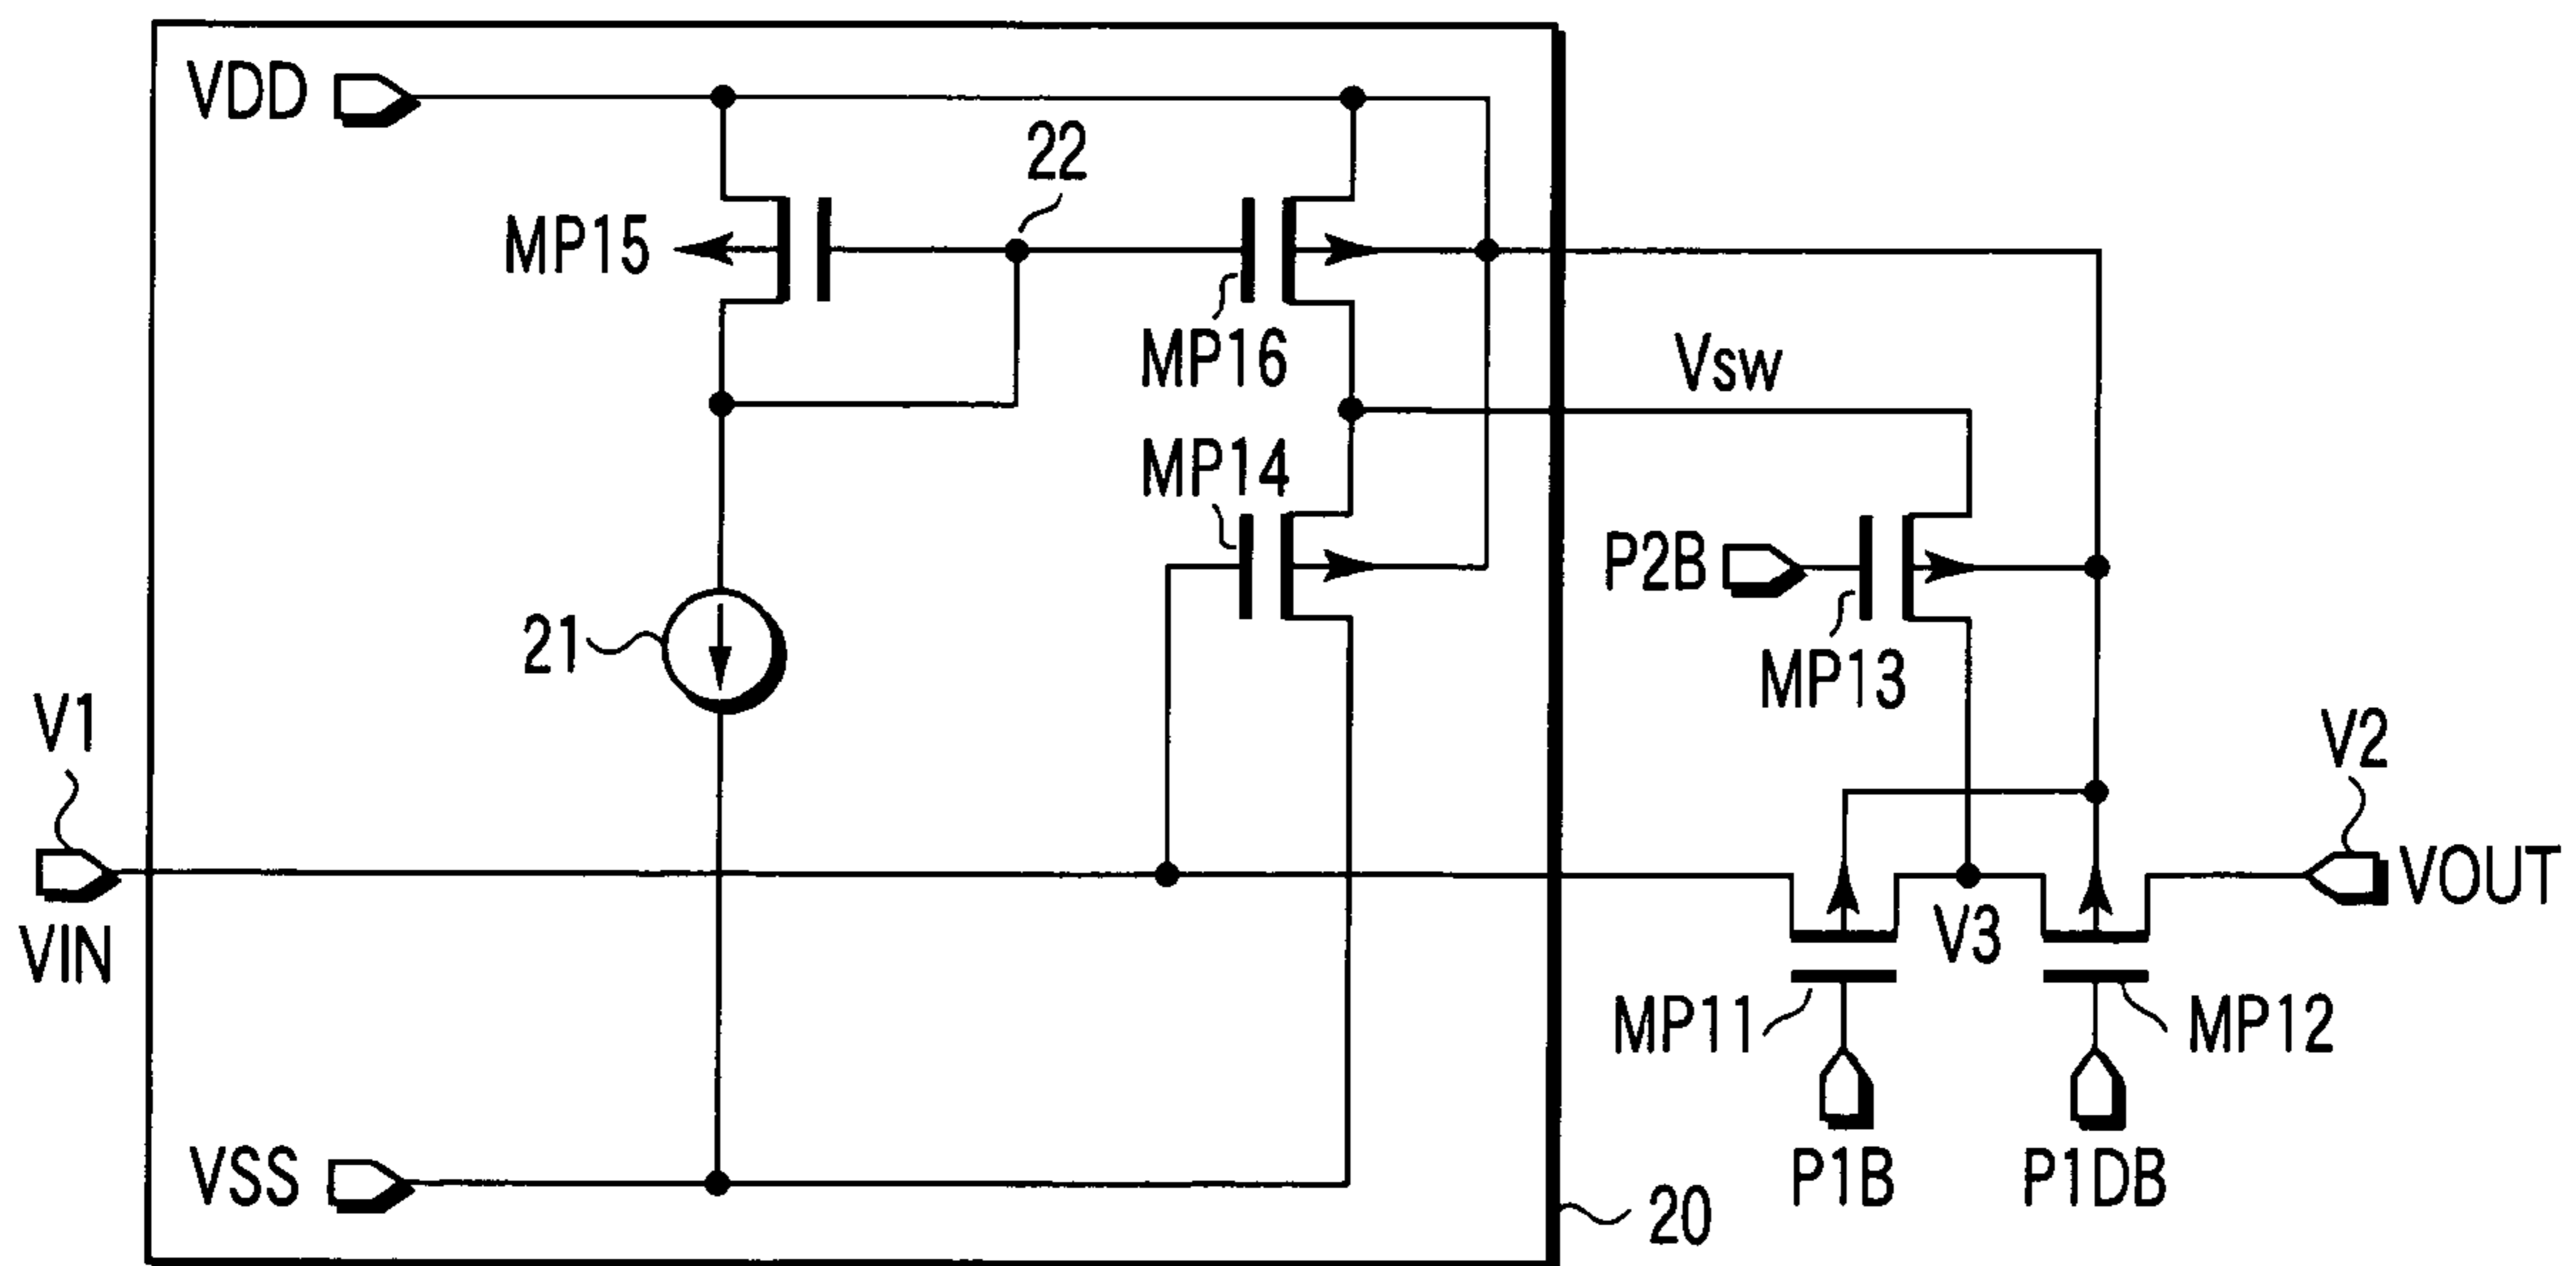 VDD
22
MP15
MP16
Vsw
MP14
P2B
21
MP13
V1
V2
VIN
VOUT
V3
MP11
MP12
VSS
P1B
P1DB
20